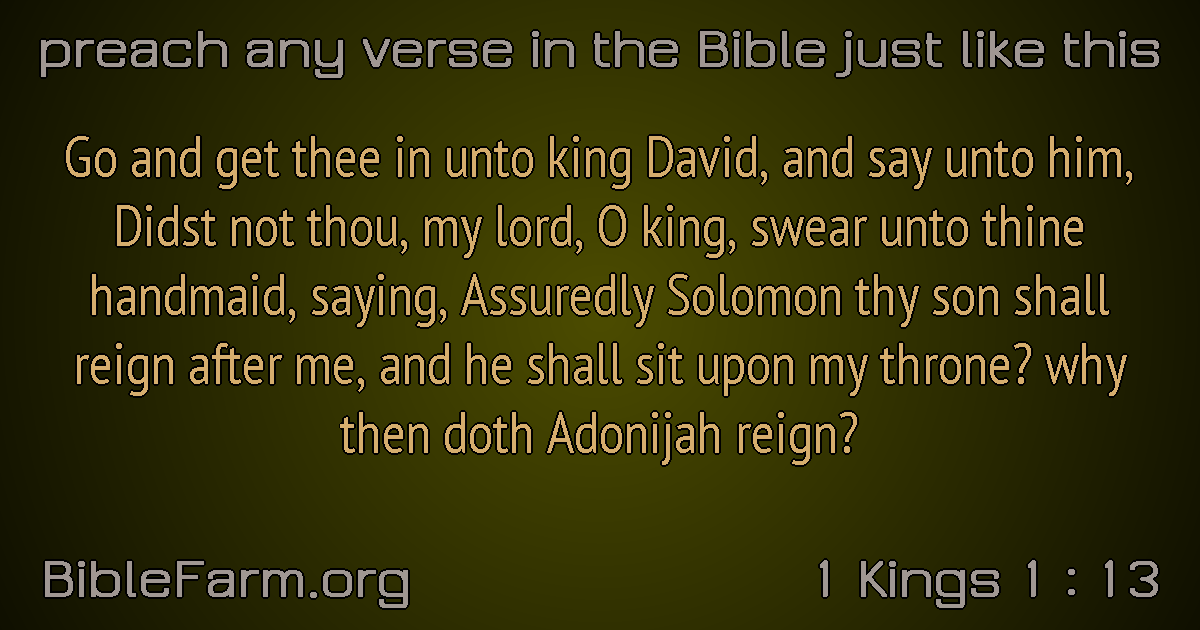 preach any verse in the Bible just like this
Go and get thee in unto king David, and say unto him,
Didst not thou, my lord, O king, swear unto thine
handmaid, saying, Assuredly Solomon thy son shall
reign after me, and he shall sit upon my throne? why
then doth Adonijah reign?
BibleFarm.org
1 Kings 1 : 13